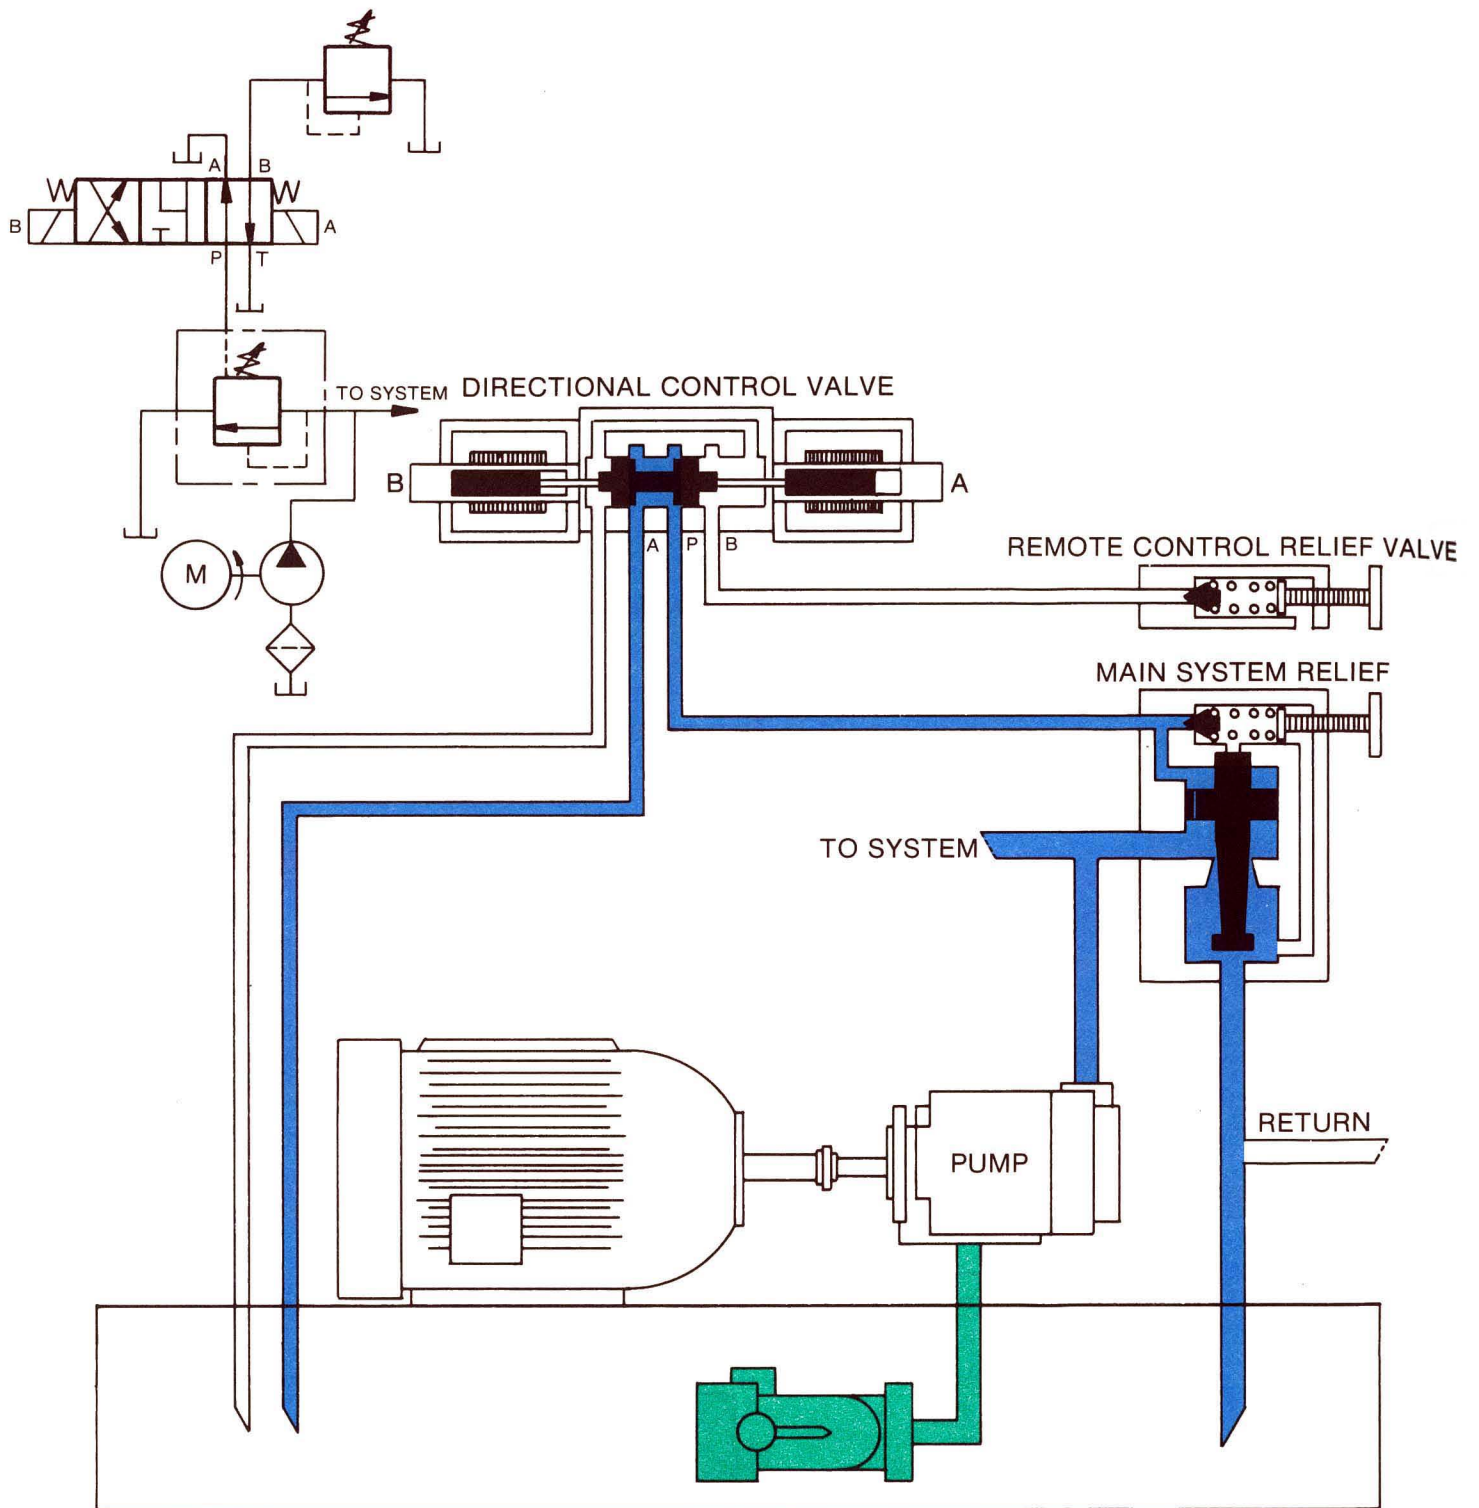 A B
B
A
P T
TO SYSTEM
DIRECTIONAL CONTROL VALVE
B
A
A P B
REMOTE CONTROL RELIEF VALVE
M
MAIN SYSTEM RELIEF
TO SYSTEM
RETURN
PUMP